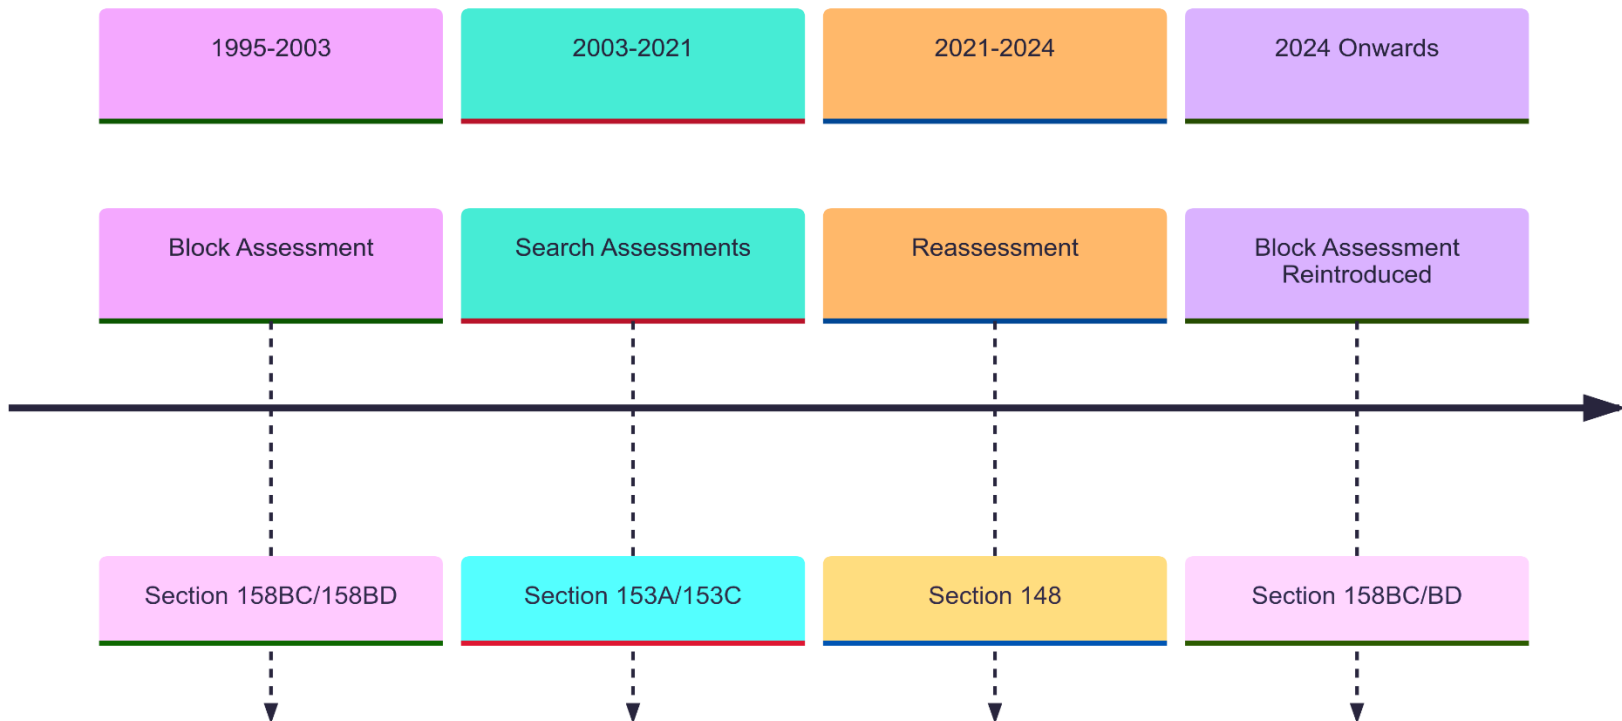 1995-2003
2003-2021
2021-2024
2024 Onwards
Block Assessment
Search Assessments
Reassessment
Block Assessment
Reintroduced
Section 158BC/158BD
Section 153A/153C
Section 148
Section 158BC/BD